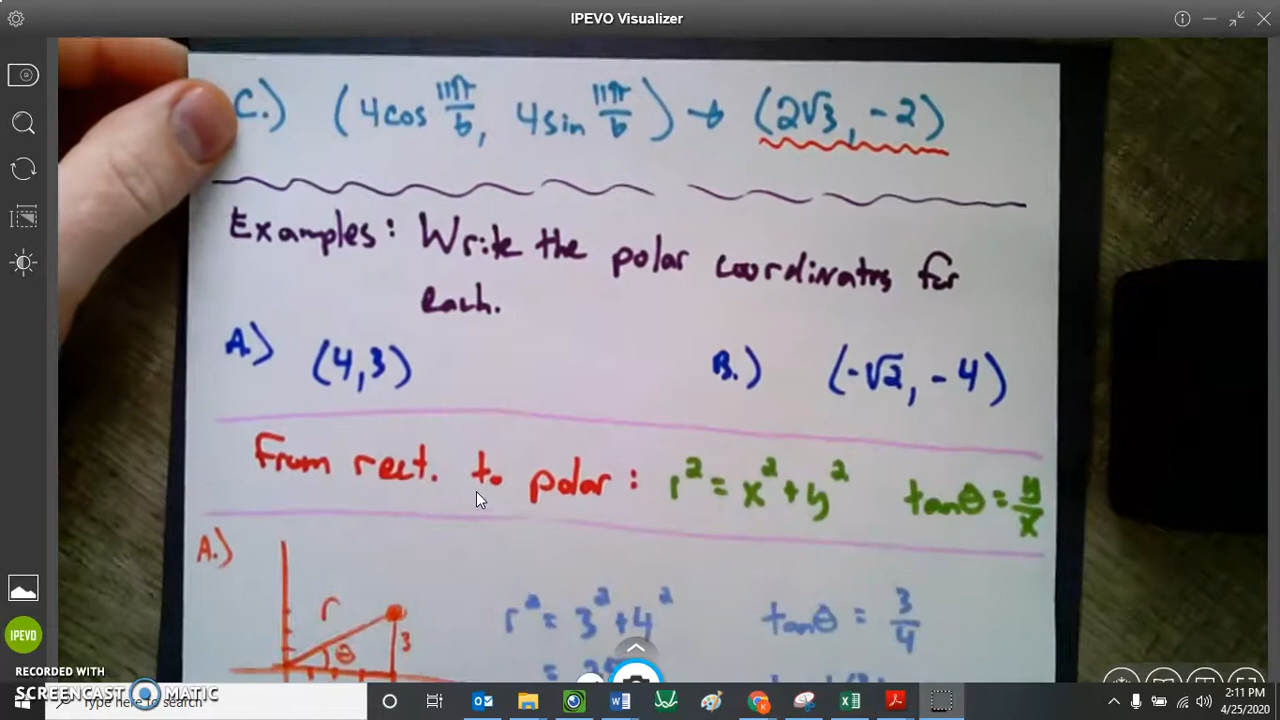 IPEVO Visualizer
C.) (4cos 11π/6, 4sin 11π/6) → (2√3, -2)
Examples: Write the polar coordinates for
each.
A.) (4,3)
B.) (-√2, -4)
From rect. to polar: r² = x² + y² tanθ = y/x
A.)
r
θ
3
r² = 3² + 4² tanθ = 3/4
IPEVO
RECORDED WITH
SCREENCAST MATIC
Type here to search
2:11 PM
4/25/2020